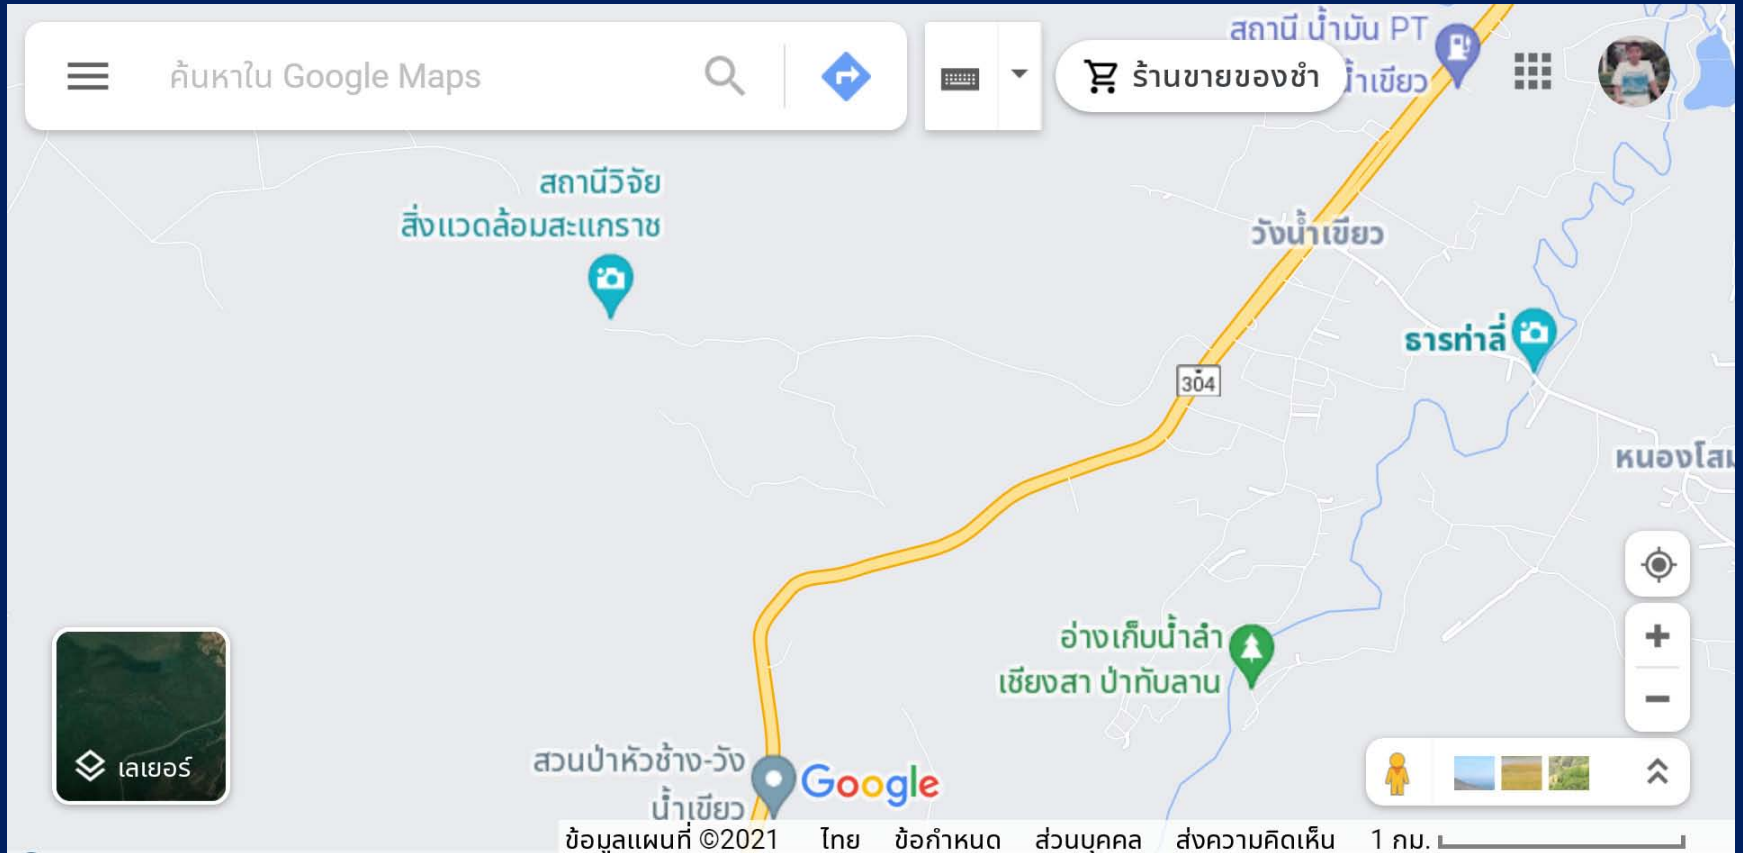 สถานี น้ำมัน PT
น้ำเขียว
ค้นหาใน Google Maps
ร้านขายของชำ
สถานีวิจัย
สิ่งแวดล้อมสะแกราช
วังน้ำเขียว
ธารท่าลี่
304
หนองโสม
อ่างเก็บน้ำลำ
เชียงสา ป่าทับลาน
เลเยอร์
สวนป่าหัวช้าง-วัง
น้ำเขียว
Google
ข้อมูลแผนที่ ©2021 ไทย ข้อกำหนด ส่วนบุคคล ส่งความคิดเห็น 1 กม.